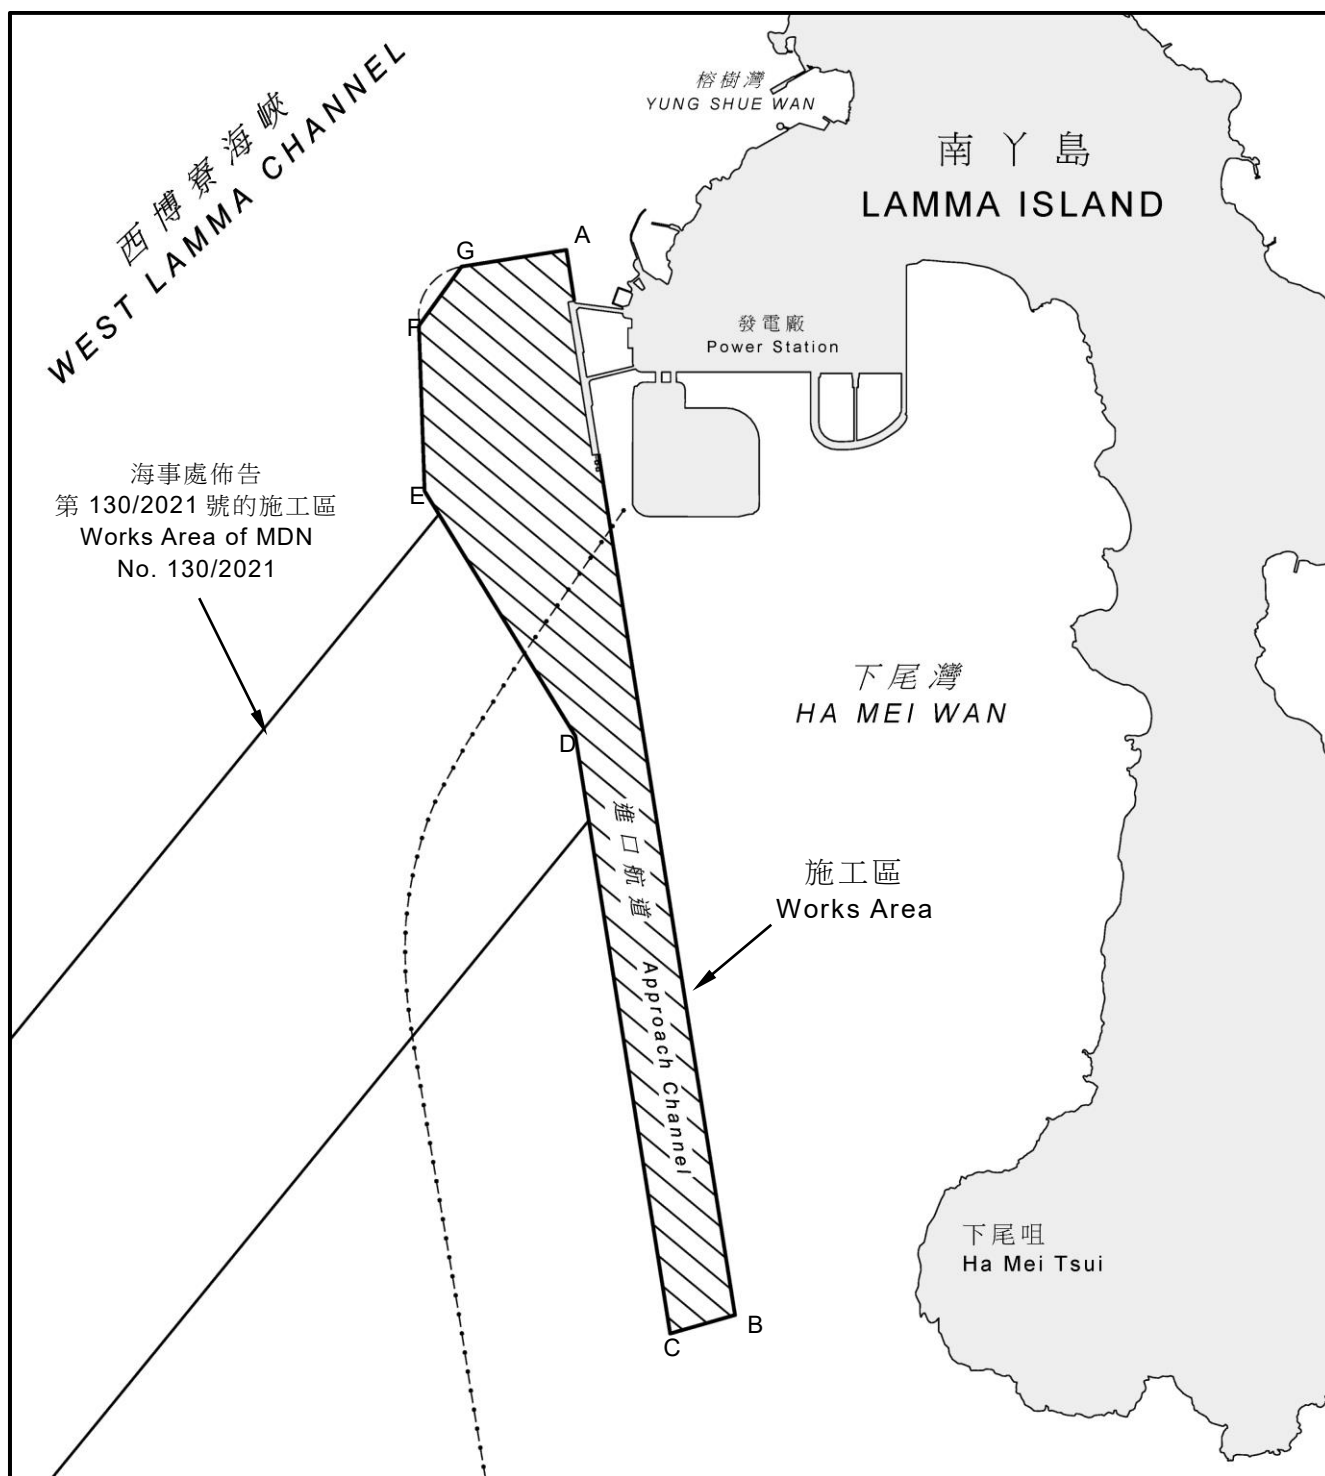 榕樹灣
YUNG SHUE WAN
南丫島
LAMMA ISLAND
西博寮海峽
WEST LAMMA CHANNEL
A
G
F
發電廠
Power Station
海事處佈告
第 130/2021 號的施工區
Works Area of MDN
No. 130/2021
E
下尾灣
HA MEI WAN
D
進口航道
Approach Channel
施工區
Works Area
下尾咀
Ha Mei Tsui
B
C